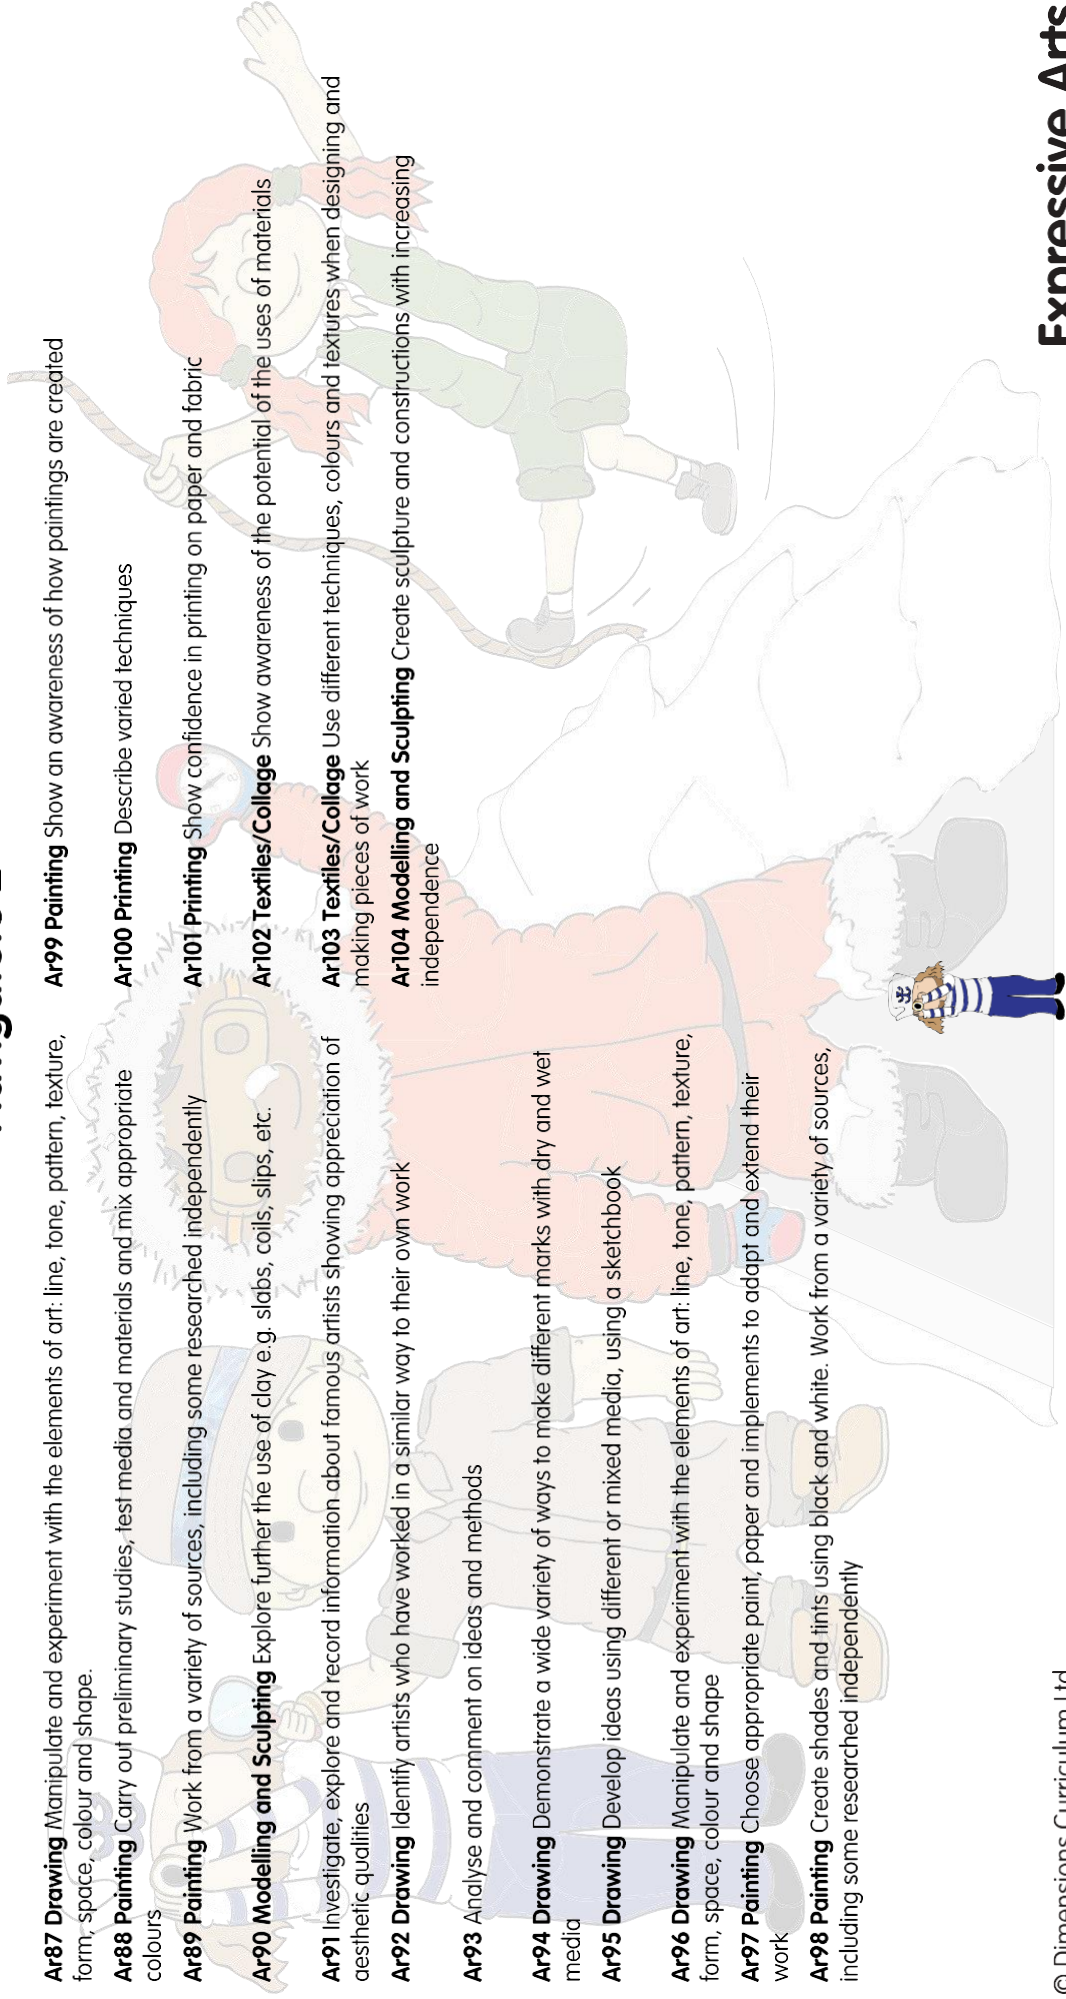 Ar87 Drawing Manipulate and experiment with the elements of art: line, tone, pattern, texture,
form, space, colour and shape.
Ar88 Painting Carry out preliminary studies, test media and materials and mix appropriate
colours
Ar89 Painting Work from a variety of sources, including some researched independently
Ar90 Modelling and Sculpting Explore further the use of clay e.g. slabs, coils, slips, etc.
Ar91 Investigate, explore and record information about famous artists showing appreciation of
aesthetic qualities
Ar92 Drawing Identify artists who have worked in a similar way to their own work
Ar93 Analyse and comment on ideas and methods
Ar94 Drawing Demonstrate a wide variety of ways to make different marks with dry and wet
media
Ar95 Drawing Develop ideas using different or mixed media, using a sketchbook
Ar96 Drawing Manipulate and experiment with the elements of art: line, tone, pattern, texture,
form, space, colour and shape
Ar97 Painting Choose appropriate paint, paper and implements to adapt and extend their
work
Ar98 Painting Create shades and tints using black and white. Work from a variety of sources,
including some researched independently
Ar99 Painting Show an awareness of how paintings are created
Ar100 Printing Describe varied techniques
Ar101 Printing Show confidence in printing on paper and fabric
Ar102 Textiles/Collage Show awareness of the potential of the uses of materials
Ar103 Textiles/Collage Use different techniques, colours and textures when designing and
making pieces of work
Ar104 Modelling and Sculpting Create sculpture and constructions with increasing
independence
© Dimensions Curriculum Ltd
Expressive Arts